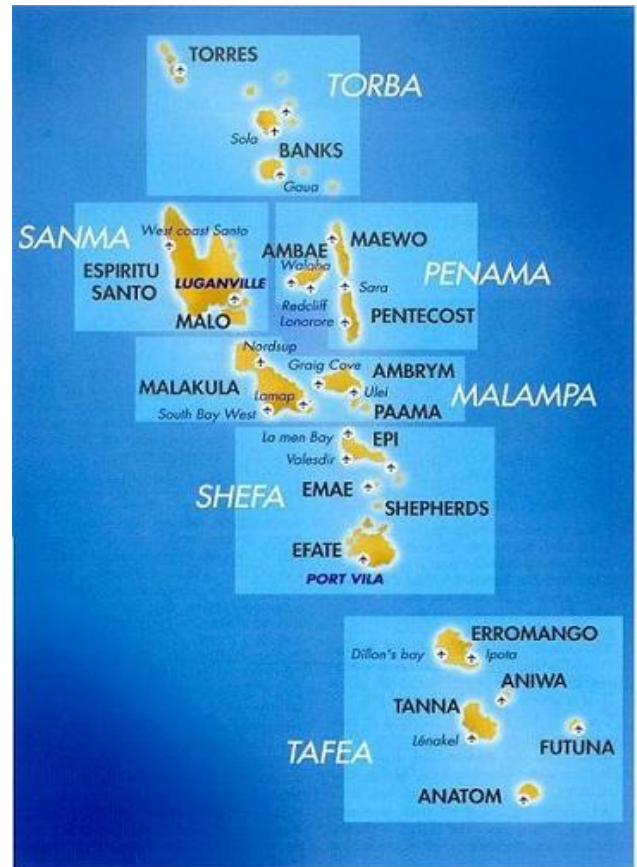 TORRES
TORBA
Sola
BANKS
Gaua
SANMA
West coast Santo
ESPIRITU
SANTO
LUGANVILLE
MALO
AMBAE
MAEWO
Waloha
PENAMA
Sara
Redcliff
Lonorore
PENTECOST
Nordsup
Graig Cove
AMBRYM
MALAKULA
Lamap
Ulei
MALAMPA
South Bay West
PAAMA
La men Bay
EPI
Valesdir
SHEFA
EMAE
SHEPHERDS
EFATE
PORT VILA
ERROMANGO
Dillon's bay
Ipota
ANIWA
TANNA
Lénakel
FUTUNA
TAFEA
ANATOM